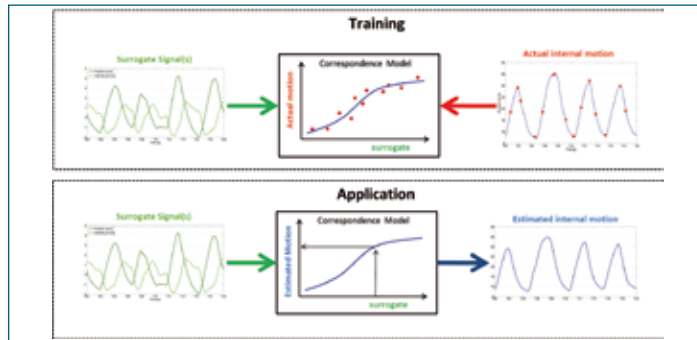 Training
Surrogate Signal(s)
Correspondence Model
Actual internal motion
Actual motion
surrogate
Application
Surrogate Signal(s)
Correspondence Model
Estimated internal motion
Estimated Motion
surrogate